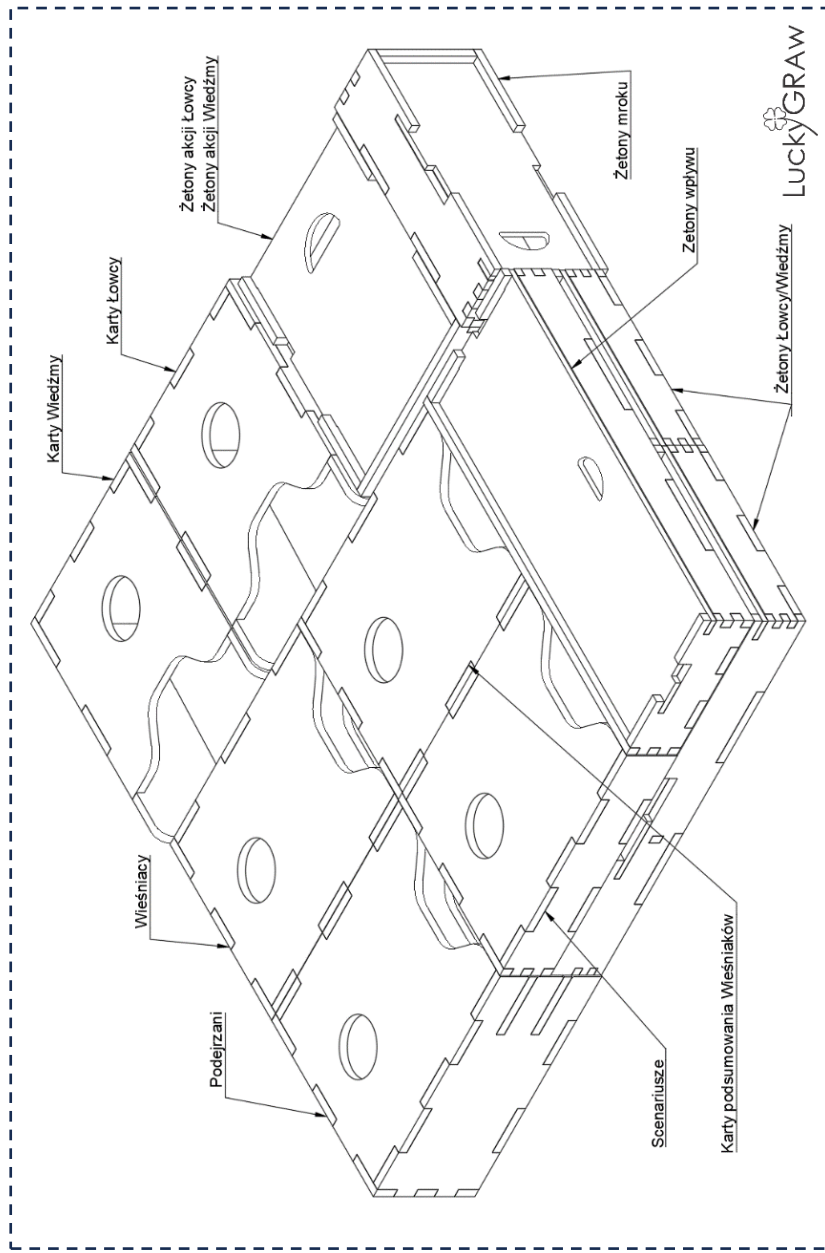 Podejrzani
Wieśniacy
Karty Wiedźmy
Karty Łowcy
Żetony akcji Łowcy
Żetony akcji Wiedźmy
Scenariusze
Karty podsumowania Wieśniaków
Żetony Łowcy/Wiedźmy
Żetony wpływu
Żetony mroku
LuckyGRAw